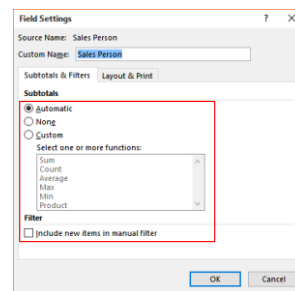 Field Settings ? X
Source Name: Sales Person
Custom Name: Sales Person
Subtotals & Filters Layout & Print
Subtotals
Automatic
None
Custom
Select one or more functions:
Sum
Count
Average
Max
Min
Product
Filter
Include new items in manual filter
OK Cancel